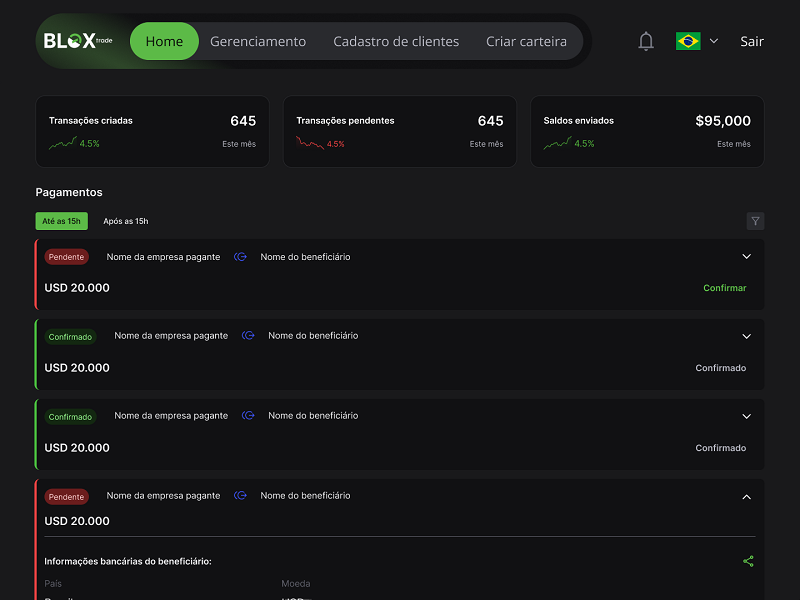 BLOX trade
Home
Gerenciamento
Cadastro de clientes
Criar carteira
Sair
Transações criadas
645
4.5%
Este mês
Transações pendentes
645
4.5%
Este mês
Saldos enviados
$95,000
4.5%
Este mês
Pagamentos
Até as 15h
Após as 15h
Pendente
Nome da empresa pagante
Nome do beneficiário
USD 20.000
Confirmar
Confirmado
Nome da empresa pagante
Nome do beneficiário
USD 20.000
Confirmado
Confirmado
Nome da empresa pagante
Nome do beneficiário
USD 20.000
Confirmado
Pendente
Nome da empresa pagante
Nome do beneficiário
USD 20.000
Informações bancárias do beneficiário:
País
Moeda